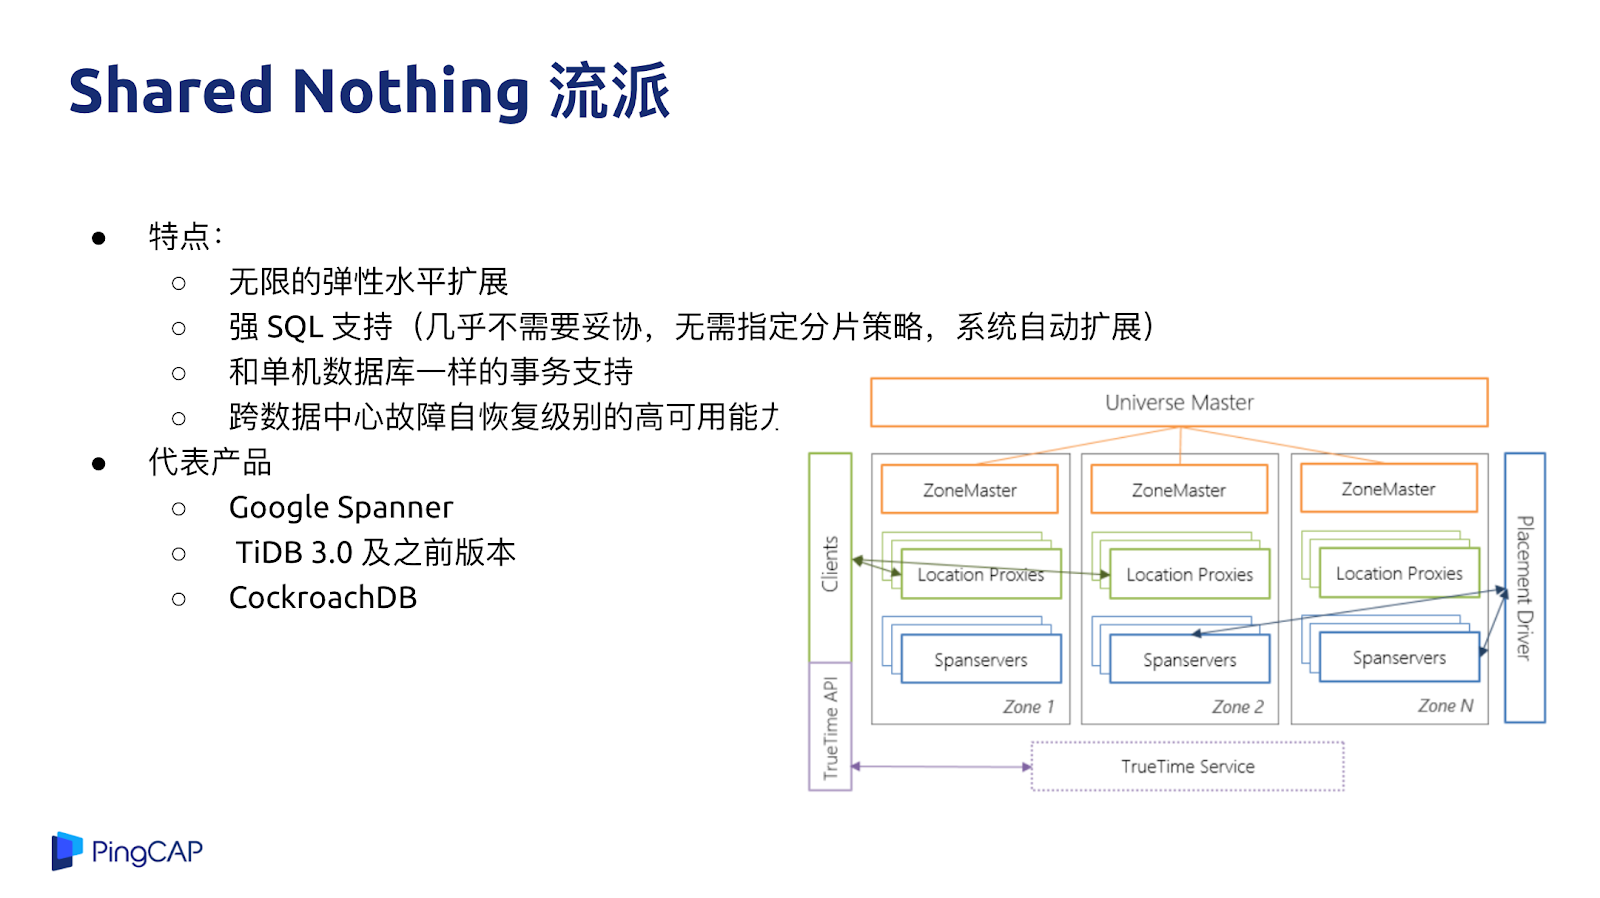 Shared Nothing 流派
● 特点：
○ 无限的弹性水平扩展
○ 强 SQL 支持（几乎不需要妥协，无需指定分片策略，系统自动扩展）
○ 和单机数据库一样的事务支持
○ 跨数据中心故障自恢复级别的高可用能力
● 代表产品
○ Google Spanner
○ TiDB 3.0 及之前版本
○ CockroachDB
Universe Master
Clients
TrueTime API
ZoneMaster
Location Proxies
Spanservers
Zone 1
ZoneMaster
Location Proxies
Spanservers
Zone 2
ZoneMaster
Location Proxies
Spanservers
Zone N
Placement Driver
TrueTime Service
PingCAP